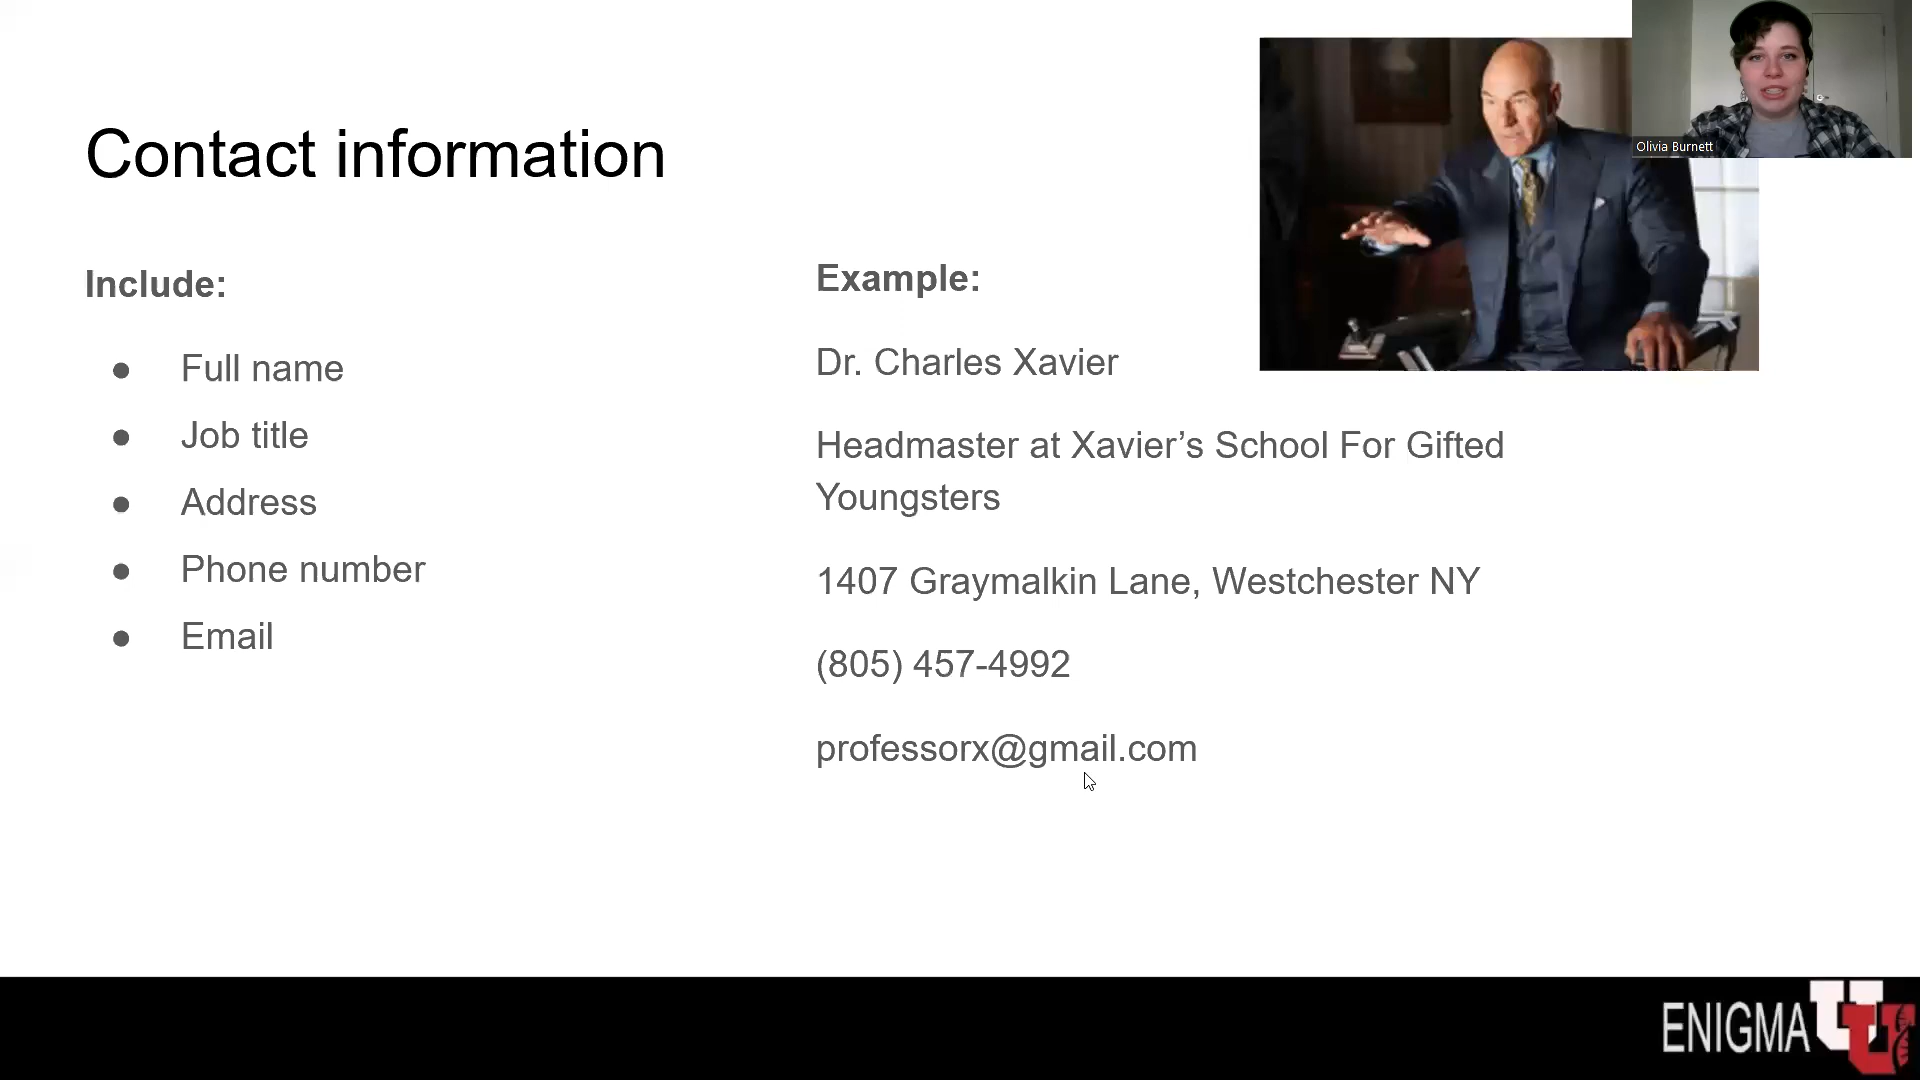 Olivia Burnett
Contact information
Include:
Full name
Job title
Address
Phone number
Email
Example:
Dr. Charles Xavier
Headmaster at Xavier’s School For Gifted
Youngsters
1407 Graymalkin Lane, Westchester NY
(805) 457-4992
professorx@gmail.com
ENIGMA U